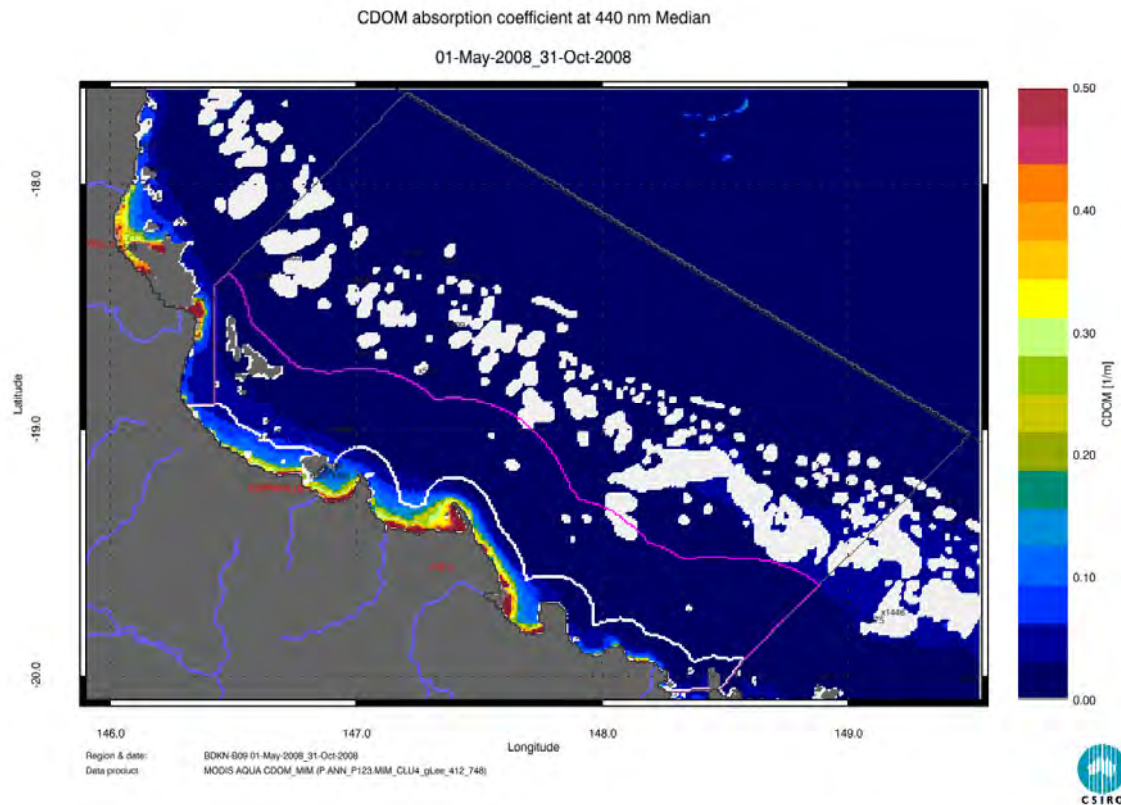 CDOM absorption coefficient at 440 nm Median
01-May-2008_31-Oct-2008
0.50
0.40
0.30
0.20
0.10
0.00
CDCM [1/m]
-18.0
-19.0
-20.0
Latitude
x1446
146.0 147.0 148.0 149.0
Longitude
Region & date: BDKN-B09 01-May-2008_31-Oct-2008
Data product MODIS AQUA CDOM_MIM (P.ANN_P123.MIM_CLU4_gLee_412_748)
CSIRO